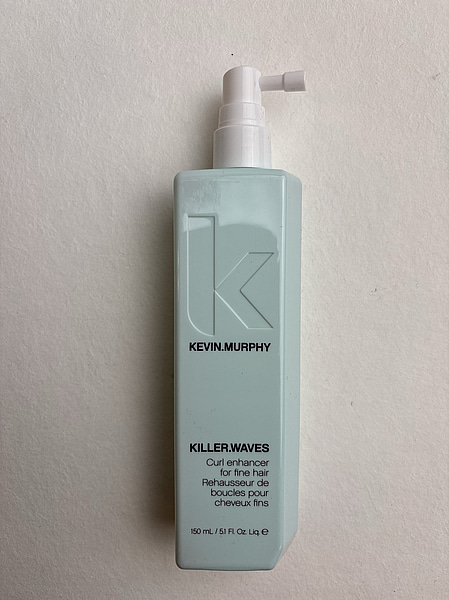 k
KEVIN.MURPHY
KILLER.WAVES
Curl enhancer
for fine hair
Rehausseur de
boucles pour
cheveux fins
150 mL / 5.1 Fl. Oz. Liq. ℮